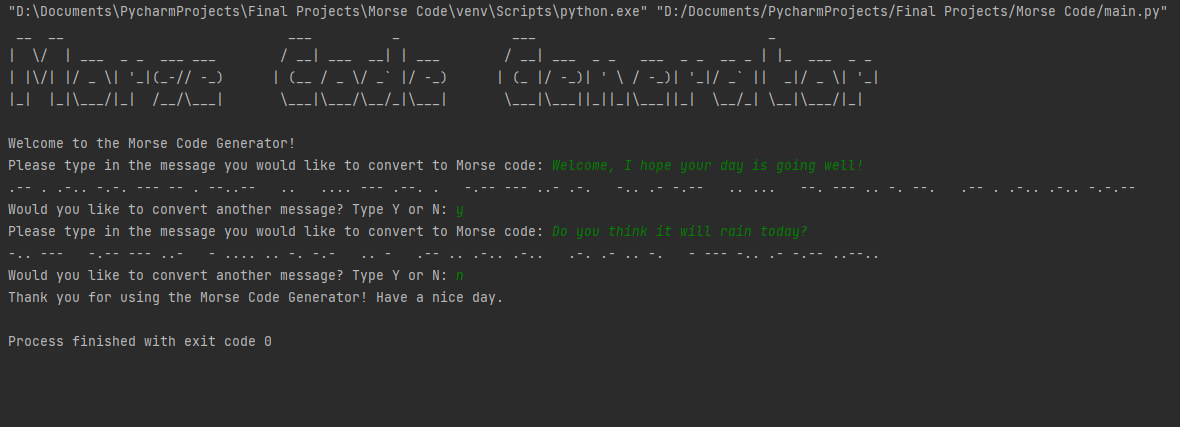 "D:\Documents\PycharmProjects\Final Projects\Morse Code\venv\Scripts\python.exe" "D:/Documents/PycharmProjects/Final Projects/Morse Code/main.py"
Morse Code Generator
Welcome to the Morse Code Generator!
Please type in the message you would like to convert to Morse code: Welcome, I hope your day is going well!
.-- . .-.. -.-. --- -- . --..--   ..   .... --- .--. .   -.-- --- ..- .-.   -.. .- -.--   .. ...   --. --- .. -. --.   .-- . .-.. .-.. -.-.--
Would you like to convert another message? Type Y or N: y
Please type in the message you would like to convert to Morse code: Do you think it will rain today?
-.. ---   -.-- --- ..-   - .... .. -. -.-   .. -   .-- .. .-.. .-..   .-. .- .. -.   - --- -.. .- -.-- ..--..
Would you like to convert another message? Type Y or N: n
Thank you for using the Morse Code Generator! Have a nice day.
Process finished with exit code 0